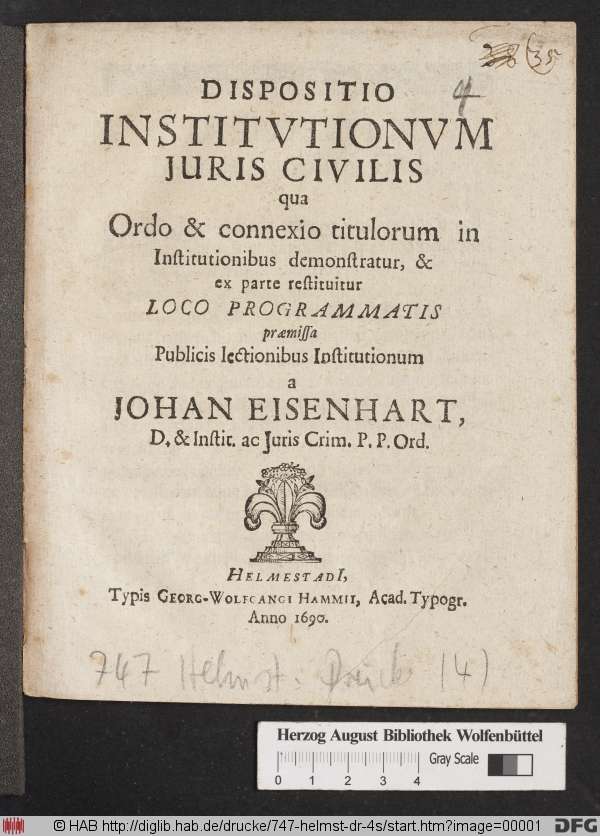 35
4
DISPOSITIO
INSTITVTIONVM
JURIS CIVILIS
qua
Ordo & connexio titulorum in
Institutionibus demonstratur, &
ex parte restituitur
LOCO PROGRAMMATIS
præmissa
Publicis lectionibus Institutionum
a
JOHAN EISENHART,
D. & Instit. ac Juris Crim. P. P. Ord.
HELMESTADI,
Typis GEORG-WOLFGANGI HAMMII, Acad. Typogr.
Anno 1690.
747 Helmst. Drucke (4)
Herzog August Bibliothek Wolfenbüttel
Gray Scale
0 1 2 3 4
© HAB http://diglib.hab.de/drucke/747-helmst-dr-4s/start.htm?image=00001 DFG